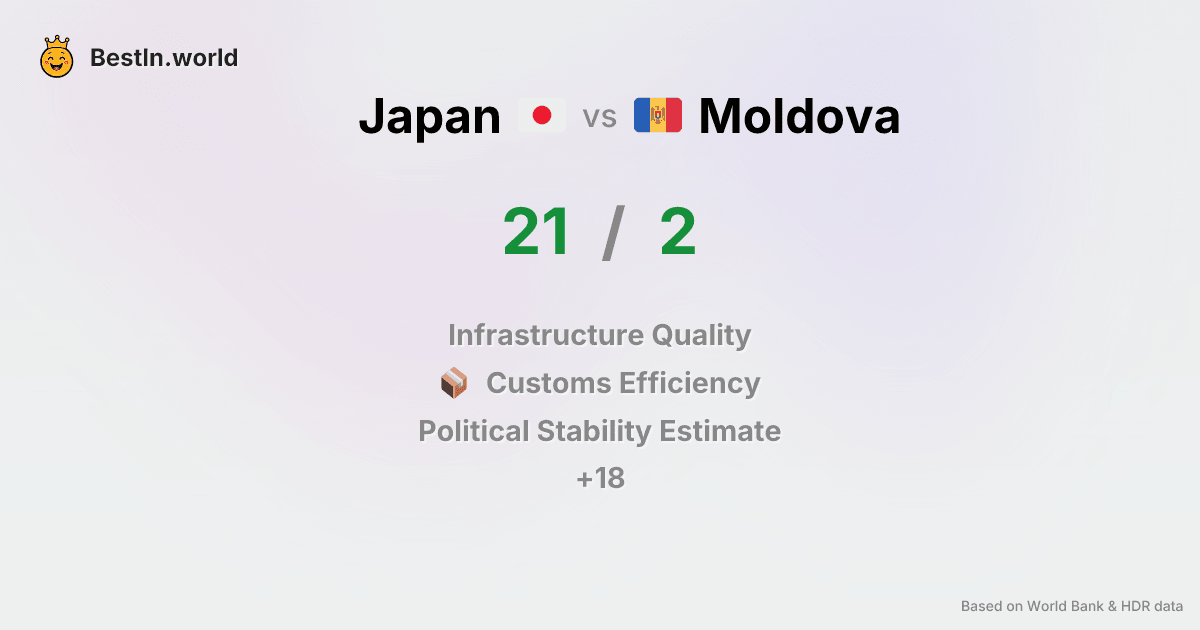 BestIn.world
Japan vs Moldova
21 / 2
Infrastructure Quality
Customs Efficiency
Political Stability Estimate
+18
Based on World Bank & HDR data